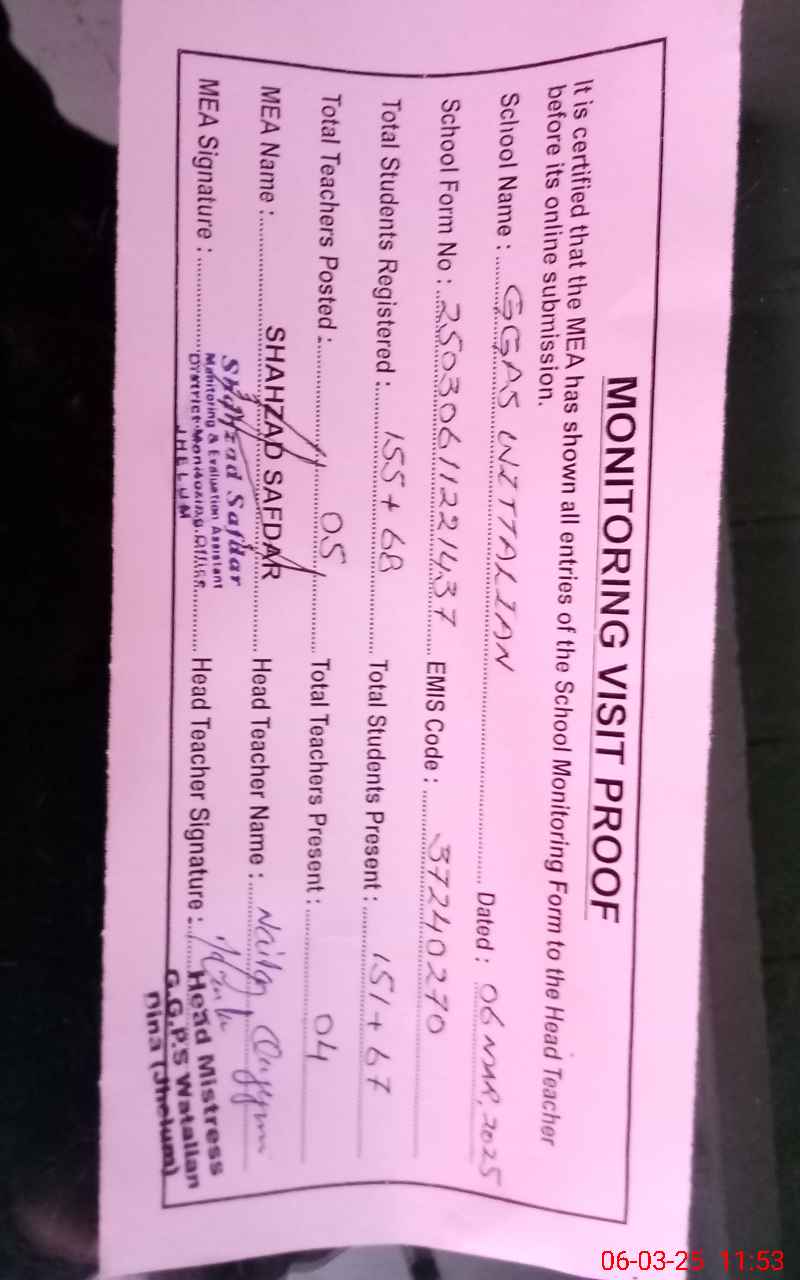 MONITORING VISIT PROOF
It is certified that the MEA has shown all entries of the School Monitoring Form to the Head Teacher
before its online submission.
School Name : GGAS WITTALIAN Dated : 06 MAR, 2025
School Form No : 25030611221437 EMIS Code : 37240270
Total Students Registered : 155 + 68 Total Students Present : 151 + 67
Total Teachers Posted : 05 Total Teachers Present : 04
MEA Name : SHAHZAD SAFDAR Head Teacher Name : Naila
MEA Signature : Head Teacher Signature :
Shahzad Safdar
Monitoring & Evaluation Assistant
District Monitoring Office
JHELUM
Head Mistress
G.G.P.S Watalian
Dina (Jhelum)
06-03-25 11:53